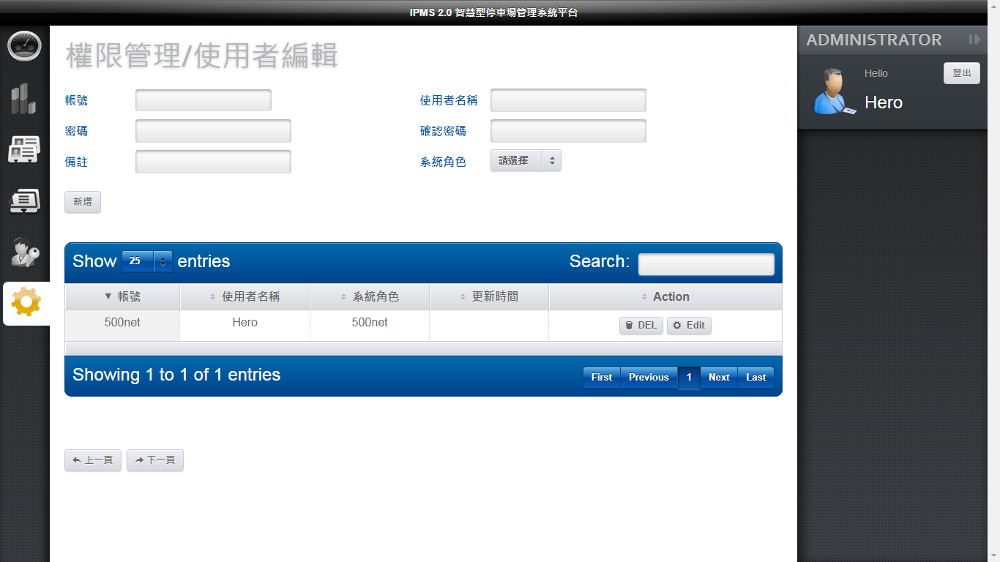 IPMS 2.0 智慧型停車場管理系統平台
權限管理/使用者編輯
ADMINISTRATOR
Hello
登出
Hero
帳號
使用者名稱
密碼
確認密碼
備註
系統角色
請選擇
新增
Show 25 entries
Search:
帳號 使用者名稱 系統角色 更新時間 Action
500net Hero 500net DEL Edit
Showing 1 to 1 of 1 entries
First Previous 1 Next Last
上一頁 下一頁